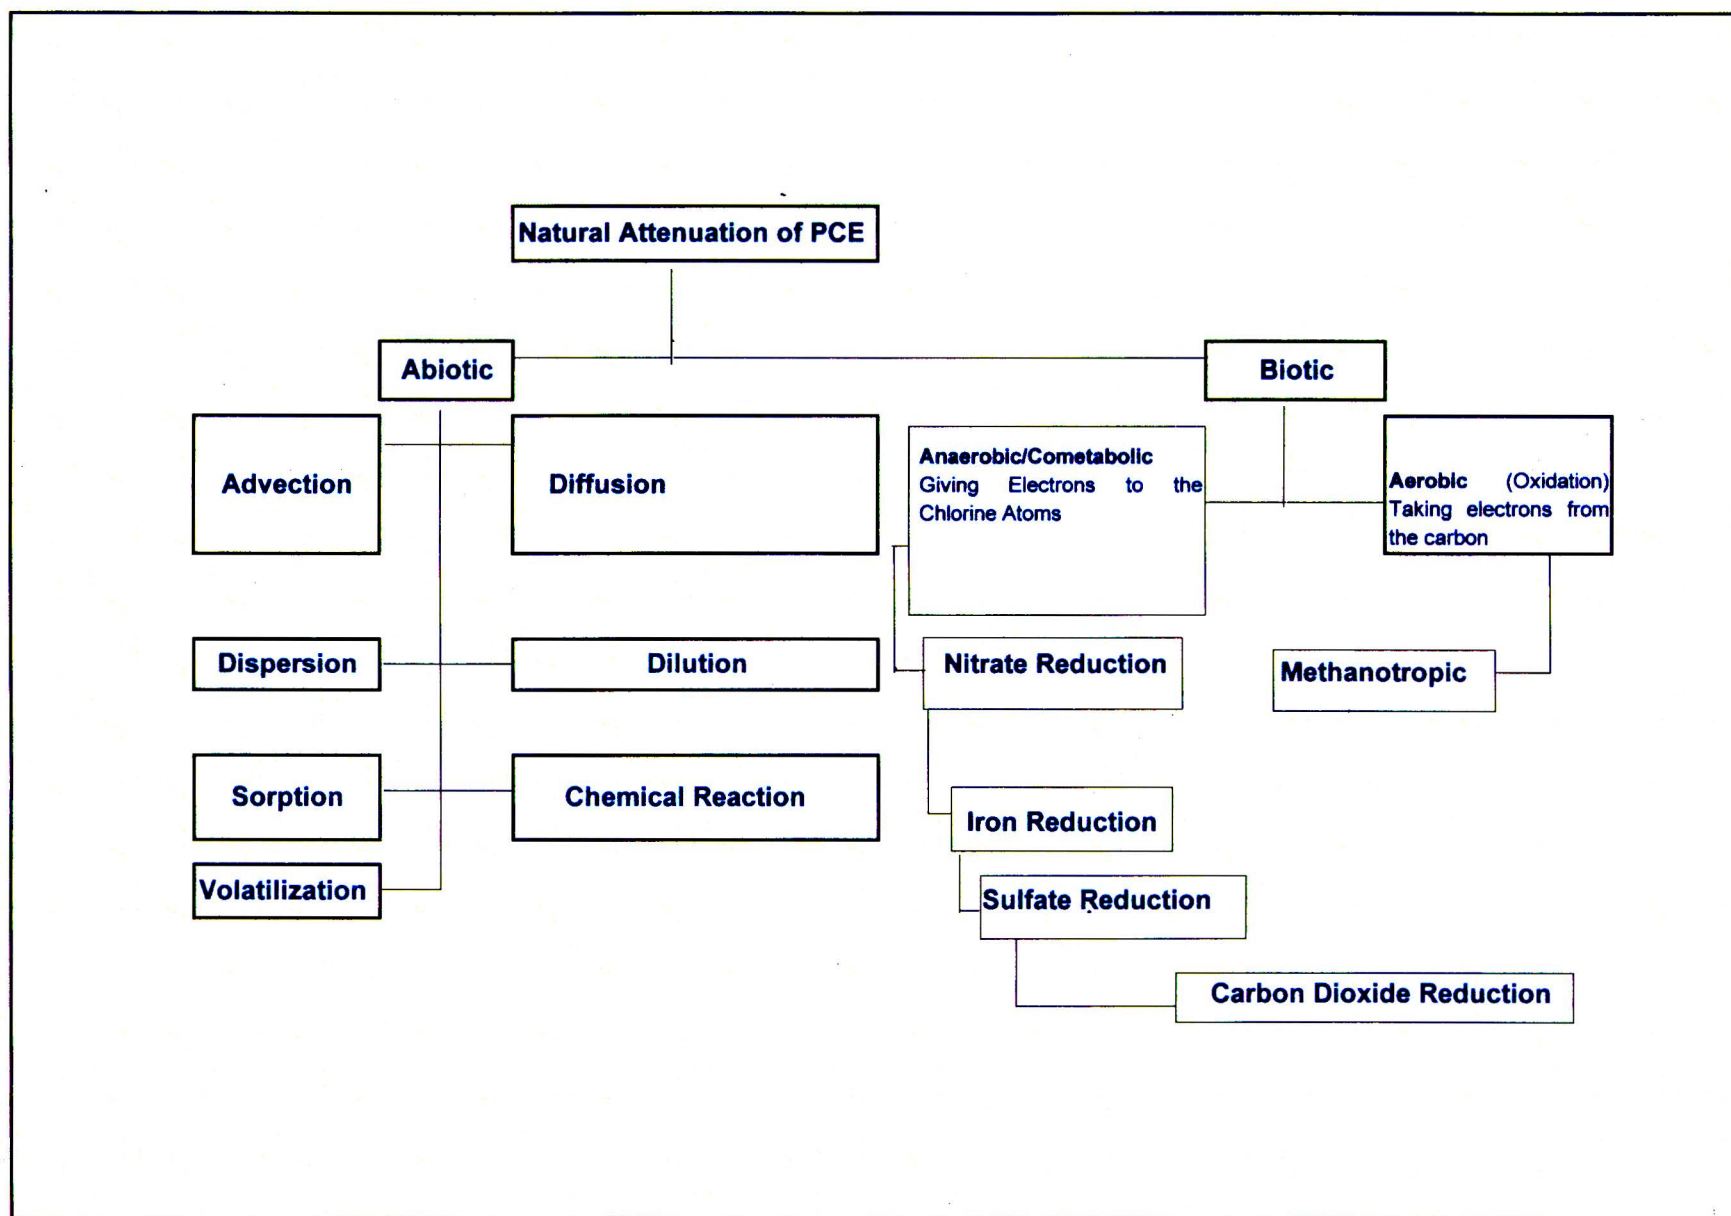 Natural Attenuation of PCE
Abiotic
Biotic
Advection
Diffusion
Anaerobic/Cometabolic
Giving Electrons to the
Chlorine Atoms
Aerobic (Oxidation)
Taking electrons from
the carbon
Dispersion
Dilution
Nitrate Reduction
Methanotropic
Sorption
Chemical Reaction
Iron Reduction
Volatilization
Sulfate Reduction
Carbon Dioxide Reduction